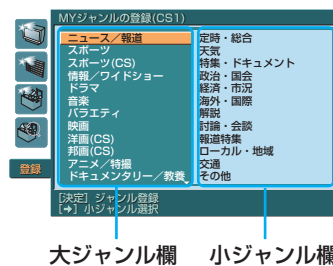 MYジャンルの登録(CS1)
ニュース／報道
スポーツ
スポーツ(CS)
情報／ワイドショー
ドラマ
音楽
バラエティ
映画
洋画(CS)
邦画(CS)
アニメ／特撮
ドキュメンタリー／教養
定時・総合
天気
特集・ドキュメント
政治・国会
経済・市況
海外・国際
解説
討論・会談
報道特集
ローカル・地域
交通
その他
登録
[決定] ジャンル登録
[➔] 小ジャンル選択
大ジャンル欄
小ジャンル欄